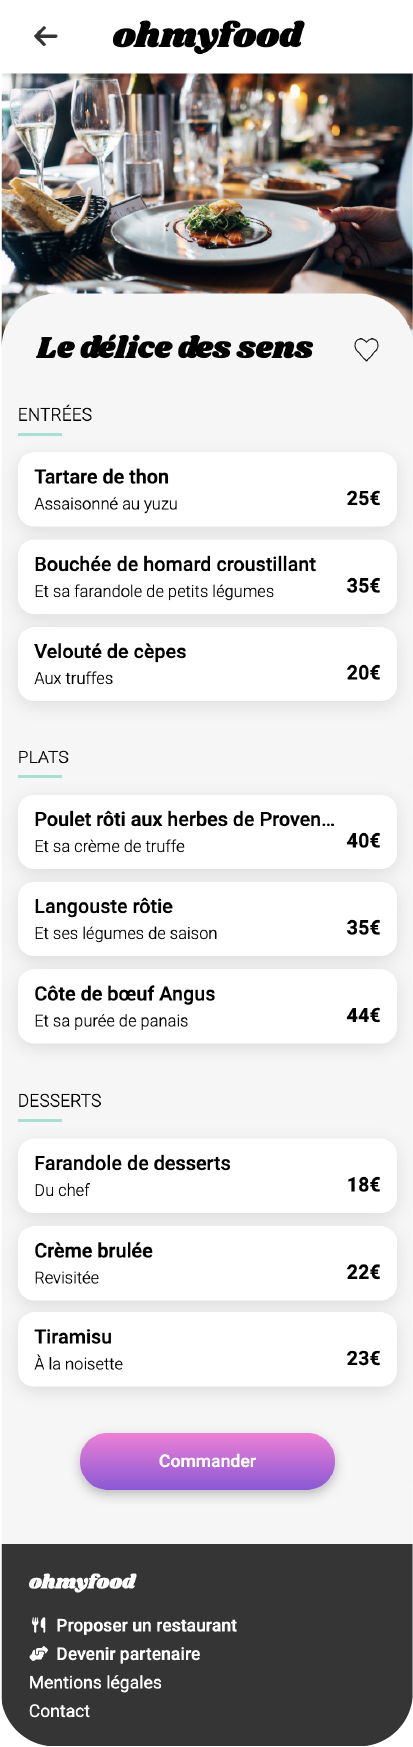 ohmyfood
Le délice des sens
ENTRÉES
Tartare de thon
Assaisonné au yuzu
25€
Bouchée de homard croustillant
Et sa farandole de petits légumes
35€
Velouté de cèpes
Aux truffes
20€
PLATS
Poulet rôti aux herbes de Proven...
Et sa crème de truffe
40€
Langouste rôtie
Et ses légumes de saison
35€
Côte de bœuf Angus
Et sa purée de panais
44€
DESSERTS
Farandole de desserts
Du chef
18€
Crème brulée
Revisitée
22€
Tiramisu
À la noisette
23€
Commander
ohmyfood
Proposer un restaurant
Devenir partenaire
Mentions légales
Contact